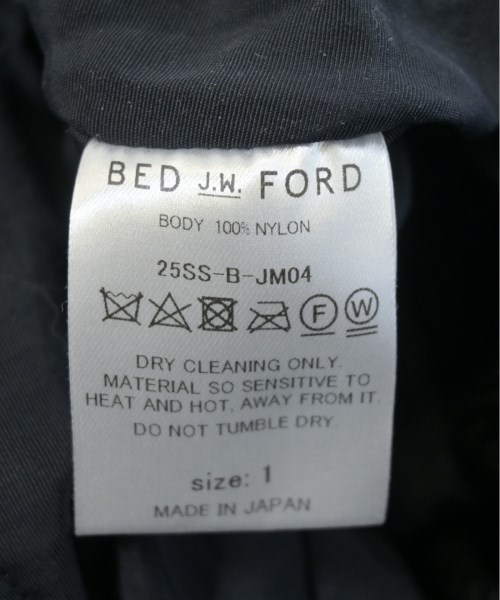 BED J.W. FORD
BODY 100% NYLON
25SS-B-JM04
F W
DRY CLEANING ONLY.
MATERIAL SO SENSITIVE TO
HEAT AND HOT, AWAY FROM IT.
DO NOT TUMBLE DRY.
size: 1
MADE IN JAPAN